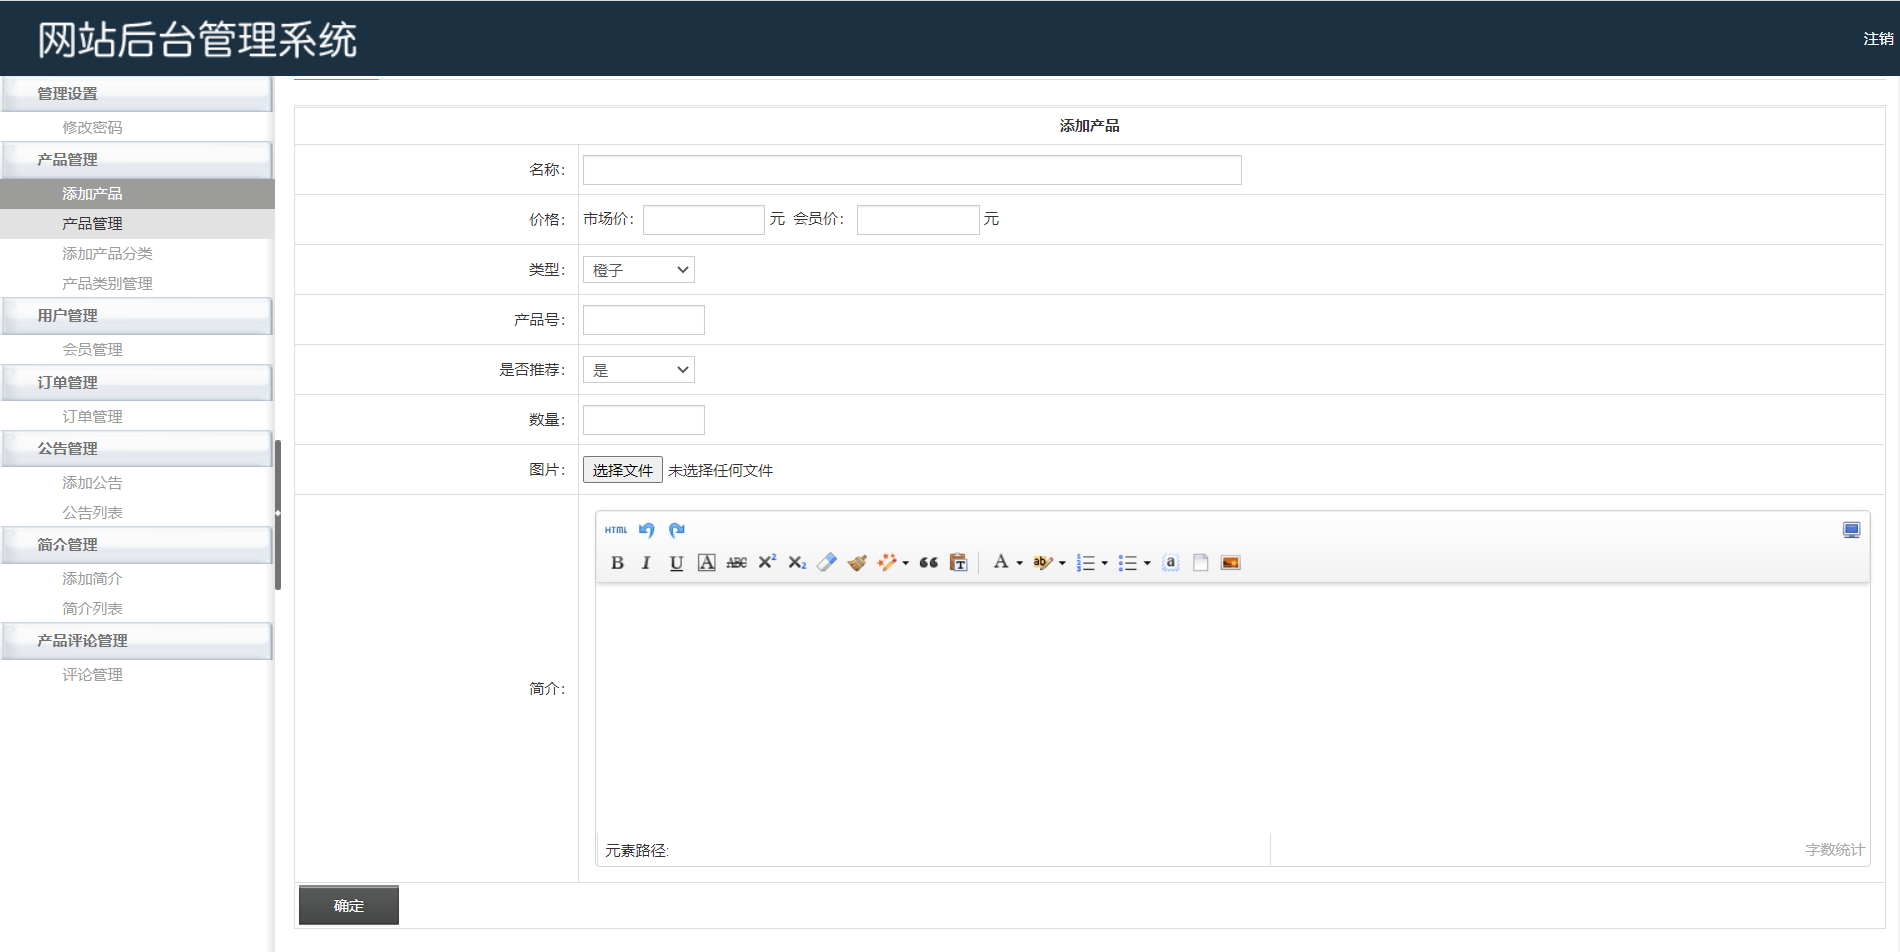 网站后台管理系统
注销
管理设置
修改密码
产品管理
添加产品
产品管理
添加产品分类
产品类别管理
用户管理
会员管理
订单管理
订单管理
公告管理
添加公告
公告列表
简介管理
添加简介
简介列表
产品评论管理
评论管理
添加产品
名称：
价格： 市场价： 元 会员价： 元
类型： 橙子
产品号：
是否推荐： 是
数量：
图片： 选择文件 未选择任何文件
HTML
B I U A ABC X² X₂ A ab a
简介：
元素路径: 字数统计
确定